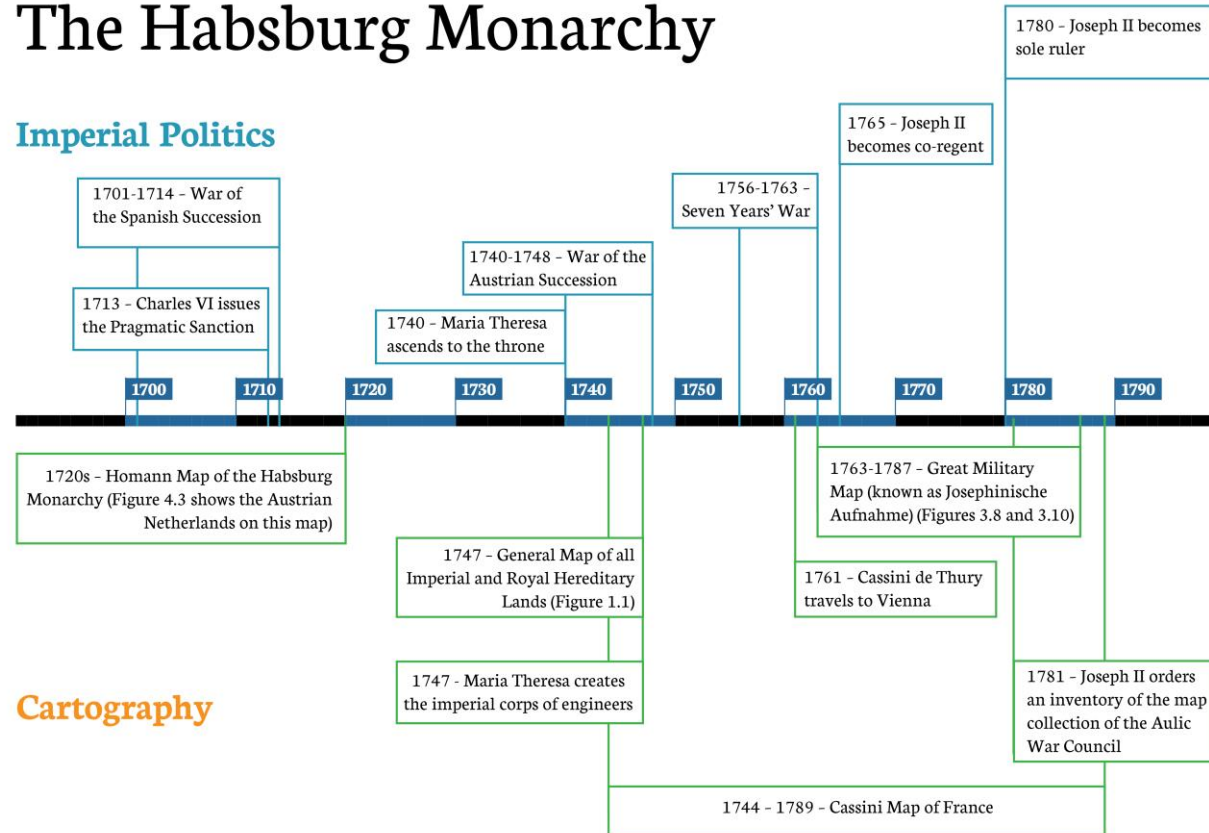 The Habsburg Monarchy
1780 – Joseph II becomes
sole ruler
Imperial Politics
1765 – Joseph II
becomes co-regent
1701-1714 – War of
the Spanish Succession
1756-1763 –
Seven Years’ War
1740-1748 – War of the
Austrian Succession
1713 – Charles VI issues
the Pragmatic Sanction
1740 – Maria Theresa
ascends to the throne
1700 1710 1720 1730 1740 1750 1760 1770 1780 1790
1720s – Homann Map of the Habsburg
Monarchy (Figure 4.3 shows the Austrian
Netherlands on this map)
1763-1787 – Great Military
Map (known as Josephinische
Aufnahme) (Figures 3.8 and 3.10)
1747 – General Map of all
Imperial and Royal Hereditary
Lands (Figure 1.1)
1761 – Cassini de Thury
travels to Vienna
1747 - Maria Theresa creates
the imperial corps of engineers
1781 – Joseph II orders
an inventory of the map
collection of the Aulic
War Council
Cartography
1744 – 1789 – Cassini Map of France